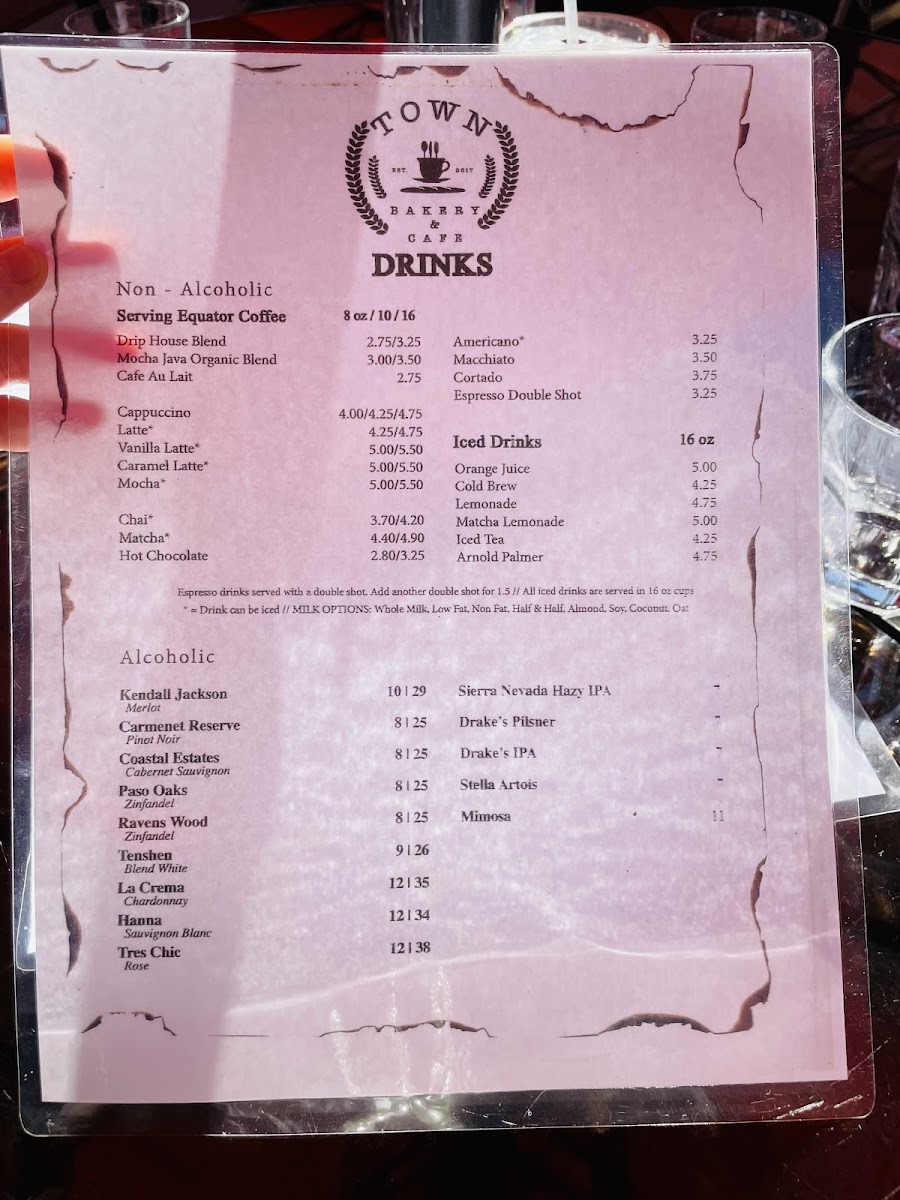 TOWN
EST. 2017
BAKERY
&
CAFE
DRINKS
Non - Alcoholic
Serving Equator Coffee 8 oz / 10 / 16
Drip House Blend 2.75/3.25
Mocha Java Organic Blend 3.00/3.50
Cafe Au Lait 2.75
Cappuccino 4.00/4.25/4.75
Latte* 4.25/4.75
Vanilla Latte* 5.00/5.50
Caramel Latte* 5.00/5.50
Mocha* 5.00/5.50
Chai* 3.70/4.20
Matcha* 4.40/4.90
Hot Chocolate 2.80/3.25
Americano* 3.25
Macchiato 3.50
Cortado 3.75
Espresso Double Shot 3.25
Iced Drinks 16 oz
Orange Juice 5.00
Cold Brew 4.25
Lemonade 4.75
Matcha Lemonade 5.00
Iced Tea 4.25
Arnold Palmer 4.75
Espresso drinks served with a double shot. Add another double shot for 1.5 // All iced drinks are served in 16 oz cups
* = Drink can be iced // MILK OPTIONS: Whole Milk, Low Fat, Non Fat, Half & Half, Almond, Soy, Coconut, Oat
Alcoholic
Kendall Jackson 10 | 29
Merlot
Carmenet Reserve 8 | 25
Pinot Noir
Coastal Estates 8 | 25
Cabernet Sauvignon
Paso Oaks 8 | 25
Zinfandel
Ravens Wood 8 | 25
Zinfandel
Tenshen 9 | 26
Blend White
La Crema 12 | 35
Chardonnay
Hanna 12 | 34
Sauvignon Blanc
Tres Chic 12 | 38
Rose
Sierra Nevada Hazy IPA
Drake's Pilsner
Drake's IPA
Stella Artois
Mimosa 11